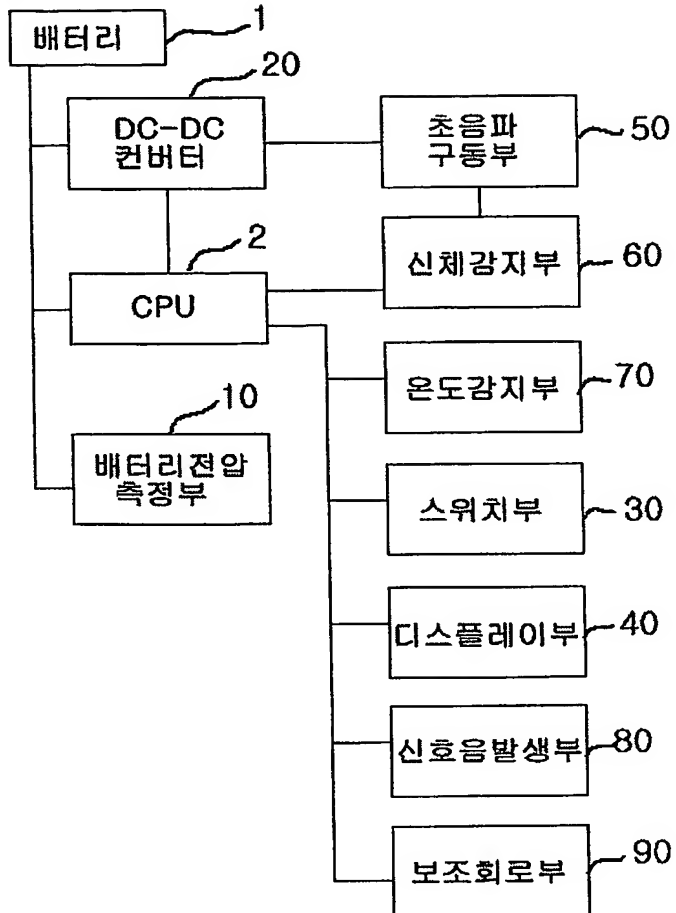 배터리
1
20
DC-DC
컨버터
초음파
구동부
50
2
CPU
신체감지부
60
온도감지부
70
10
배터리전압
측정부
스위치부
30
디스플레이부
40
신호음발생부
80
보조회로부
90